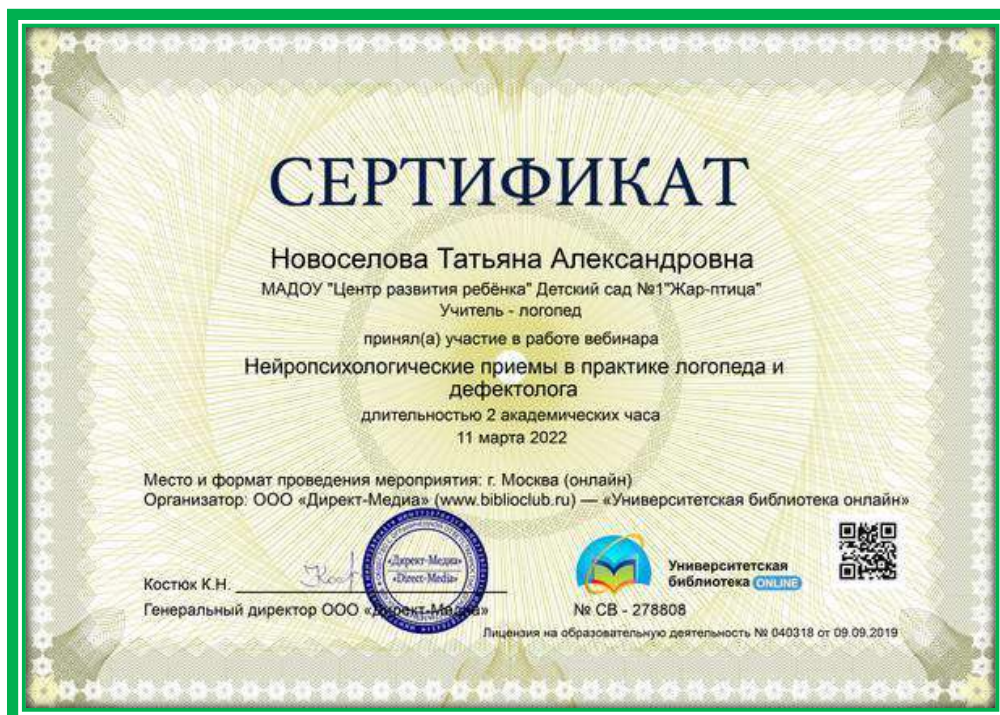 СЕРТИФИКАТ
Новоселова Татьяна Александровна
МАДОУ "Центр развития ребёнка" Детский сад №1"Жар-птица"
Учитель - логопед
принял(а) участие в работе вебинара
Нейропсихологические приемы в практике логопеда и
дефектолога
длительностью 2 академических часа
11 марта 2022
Место и формат проведения мероприятия: г. Москва (онлайн)
Организатор: ООО «Директ-Медиа» (www.biblioclub.ru) — «Университетская библиотека онлайн»
«Директ-Медиа»
«Direct-Media»
Университетская
библиотека ONLINE
Костюк К.Н.
Генеральный директор ООО «Директ-Медиа»
№ СВ - 278808
Лицензия на образовательную деятельность № 040318 от 09.09.2019